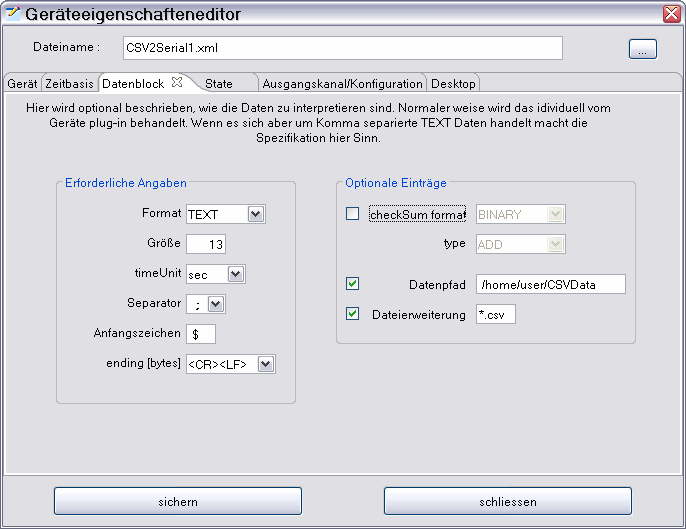 Geräteeigenschafteneditor
Dateiname : CSV2Serial1.xml ...
Gerät Zeitbasis Datenblock State Ausgangskanal/Konfiguration Desktop
Hier wird optional beschrieben, wie die Daten zu interpretieren sind. Normaler weise wird das idividuell vom
Geräte plug-in behandelt. Wenn es sich aber um Komma separierte TEXT Daten handelt macht die
Spezifikation hier Sinn.
Erforderliche Angaben
Format TEXT
Größe 13
timeUnit sec
Separator ;
Anfangszeichen $
ending [bytes] <CR><LF>
Optionale Einträge
checkSum format BINARY
type ADD
Datenpfad /home/user/CSVData
Dateierweiterung *.csv
sichern schliessen